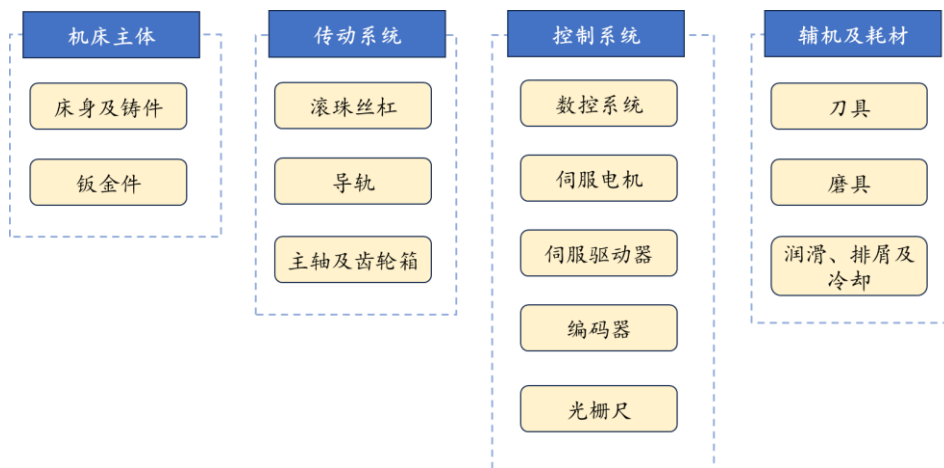 机床主体
床身及铸件
钣金件
传动系统
滚珠丝杠
导轨
主轴及齿轮箱
控制系统
数控系统
伺服电机
伺服驱动器
编码器
光栅尺
辅机及耗材
刀具
磨具
润滑、排屑及
冷却